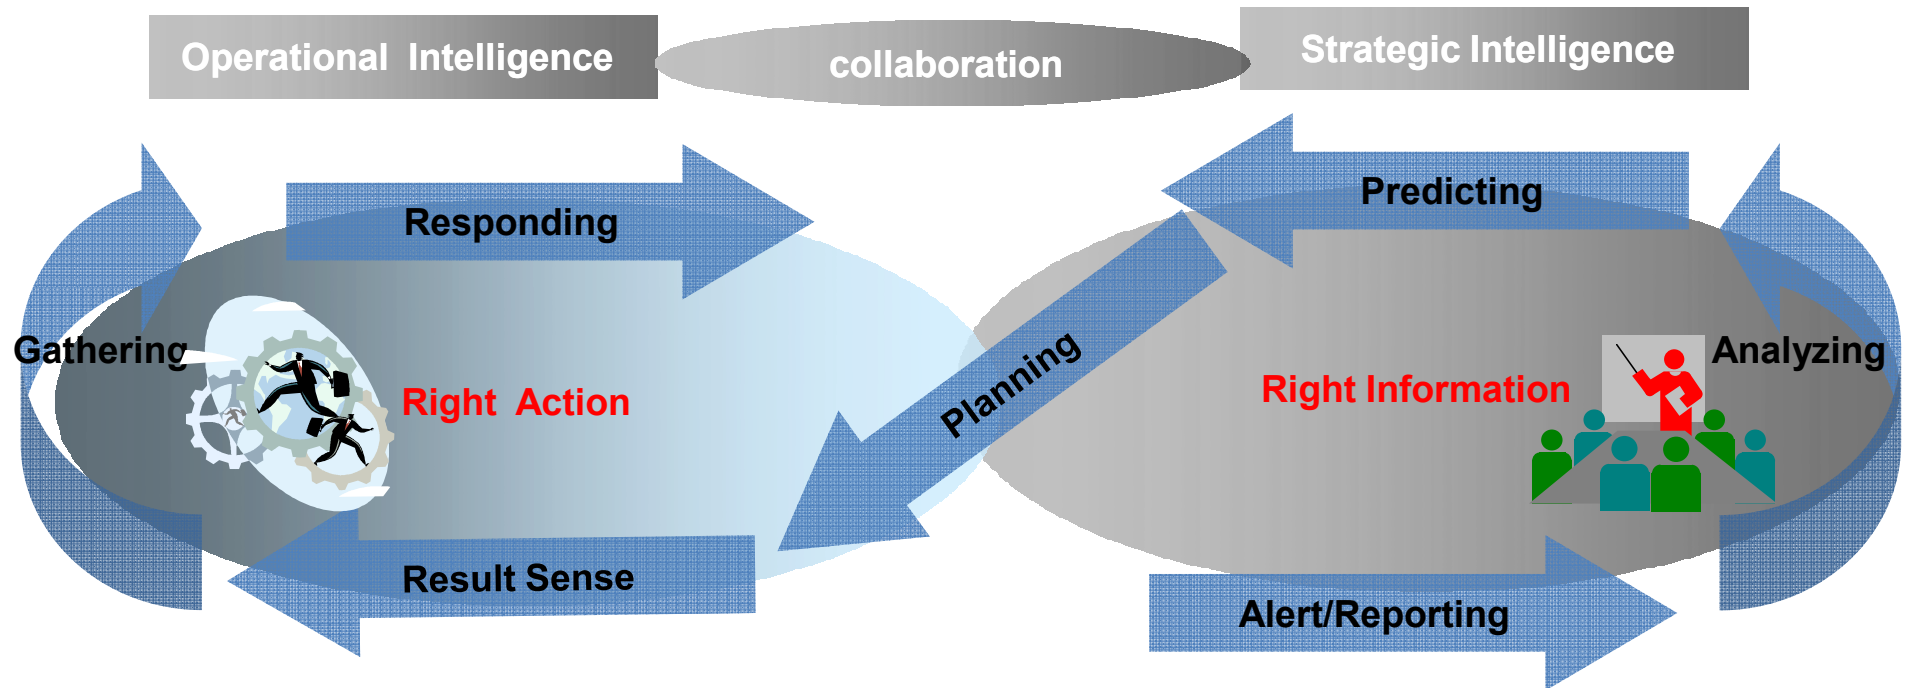 Operational Intelligence
collaboration
Strategic Intelligence
Responding
Predicting
Gathering
Planning
Analyzing
Right Action
Right Information
Result Sense
Alert/Reporting